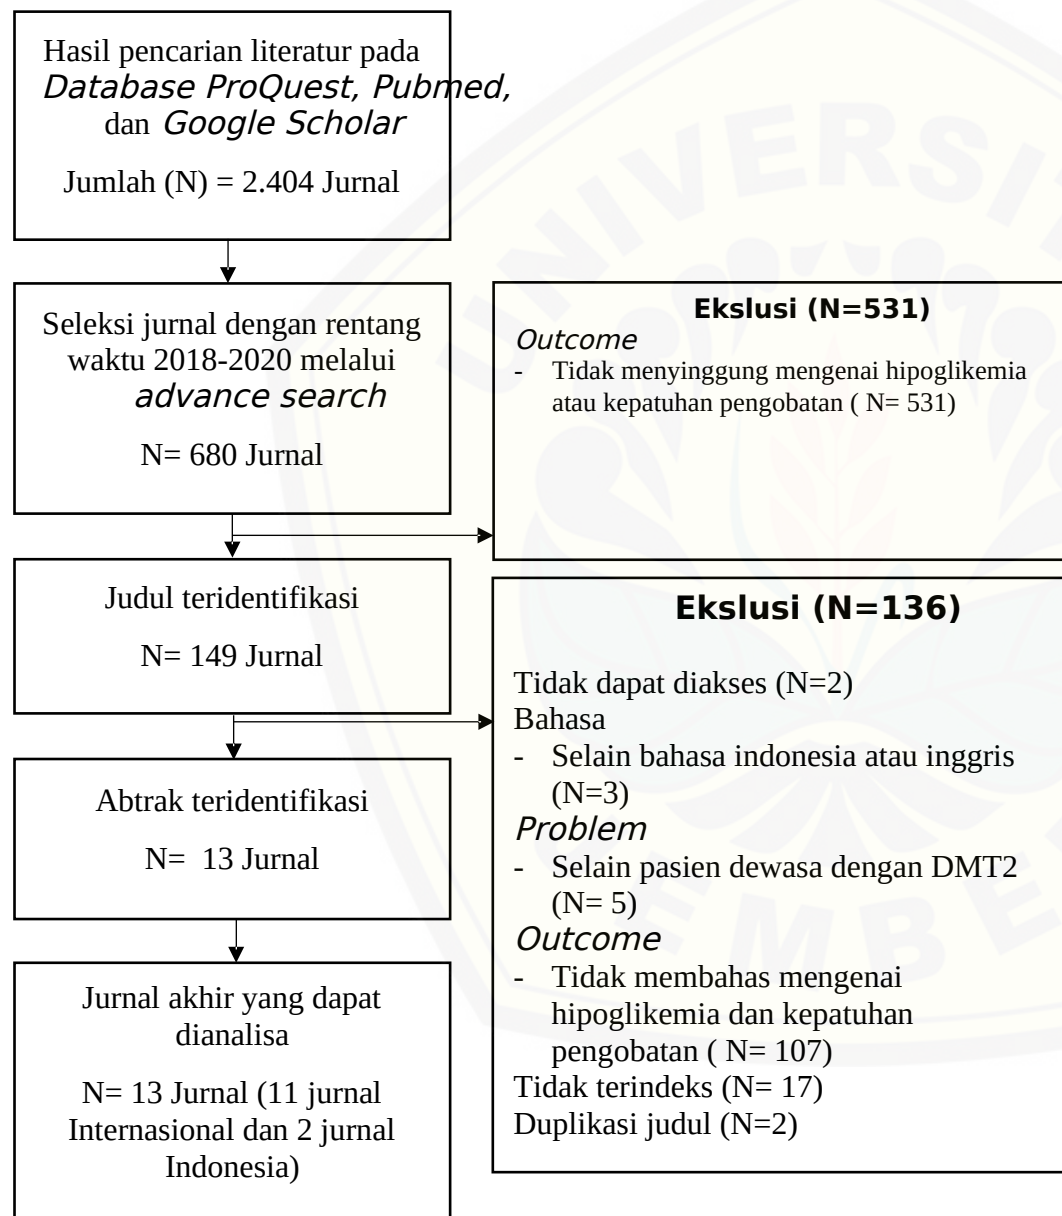 Hasil pencarian literatur pada
Database ProQuest, Pubmed,
dan Google Scholar
Jumlah (N) = 2.404 Jurnal
Seleksi jurnal dengan rentang
waktu 2018-2020 melalui
advance search
N= 680 Jurnal
Ekslusi (N=531)
Outcome
- Tidak menyinggung mengenai hipoglikemia
atau kepatuhan pengobatan ( N= 531)
Judul teridentifikasi
N= 149 Jurnal
Ekslusi (N=136)
Tidak dapat diakses (N=2)
Bahasa
- Selain bahasa indonesia atau inggris
(N=3)
Problem
- Selain pasien dewasa dengan DMT2
(N= 5)
Outcome
- Tidak membahas mengenai
hipoglikemia dan kepatuhan
pengobatan ( N= 107)
Tidak terindeks (N= 17)
Duplikasi judul (N=2)
Abtrak teridentifikasi
N= 13 Jurnal
Jurnal akhir yang dapat
dianalisa
N= 13 Jurnal (11 jurnal
Internasional dan 2 jurnal
Indonesia)
UNIVERSI
EMBE